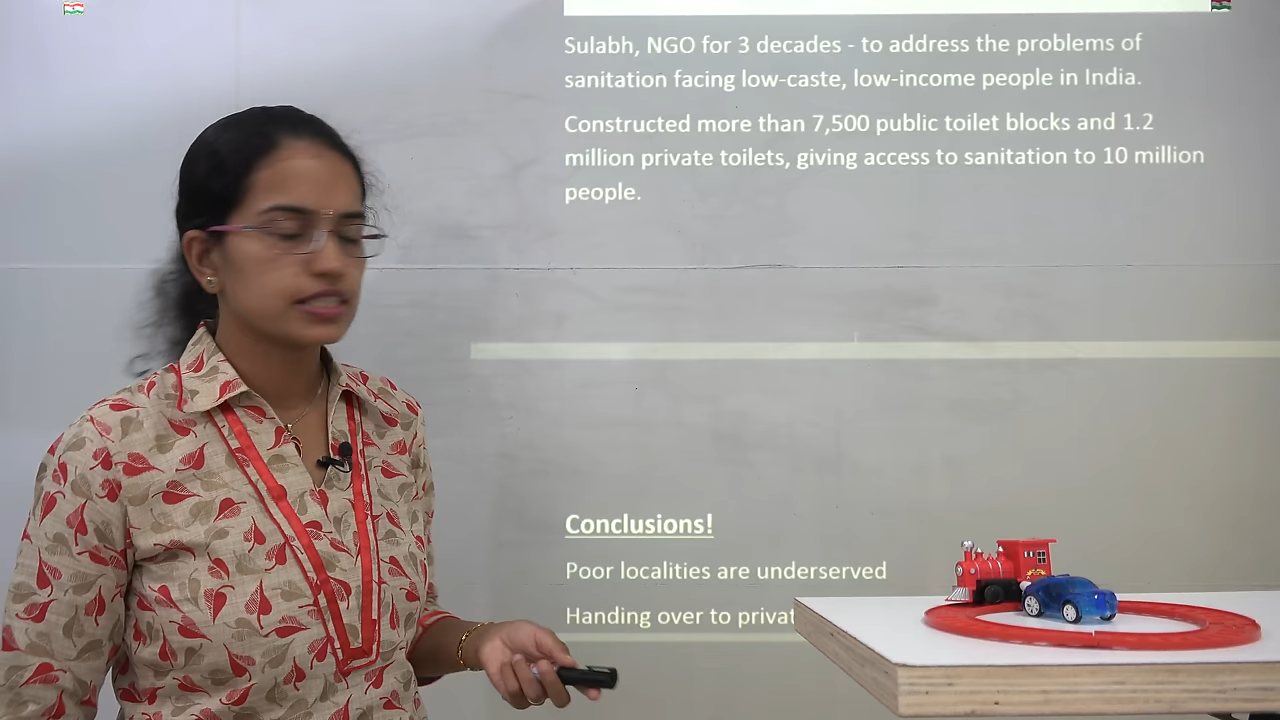 Sulabh, NGO for 3 decades - to address the problems of
sanitation facing low-caste, low-income people in India.
Constructed more than 7,500 public toilet blocks and 1.2
million private toilets, giving access to sanitation to 10 million
people.
Conclusions!
Poor localities are underserved
Handing over to privat